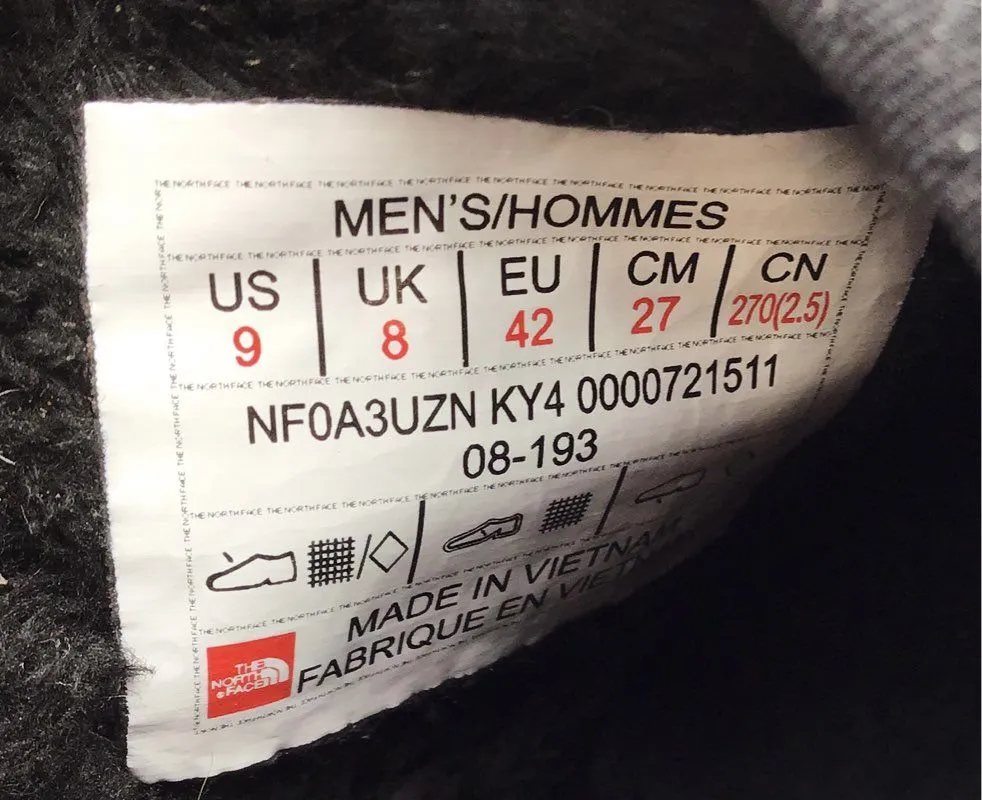 MEN'S/HOMMES
US UK EU CM CN
9 8 42 27 270(2.5)
NF0A3UZN KY4 0000721511
08-193
MADE IN VIETNAM
FABRIQUE EN
THE
NORTH
FACE